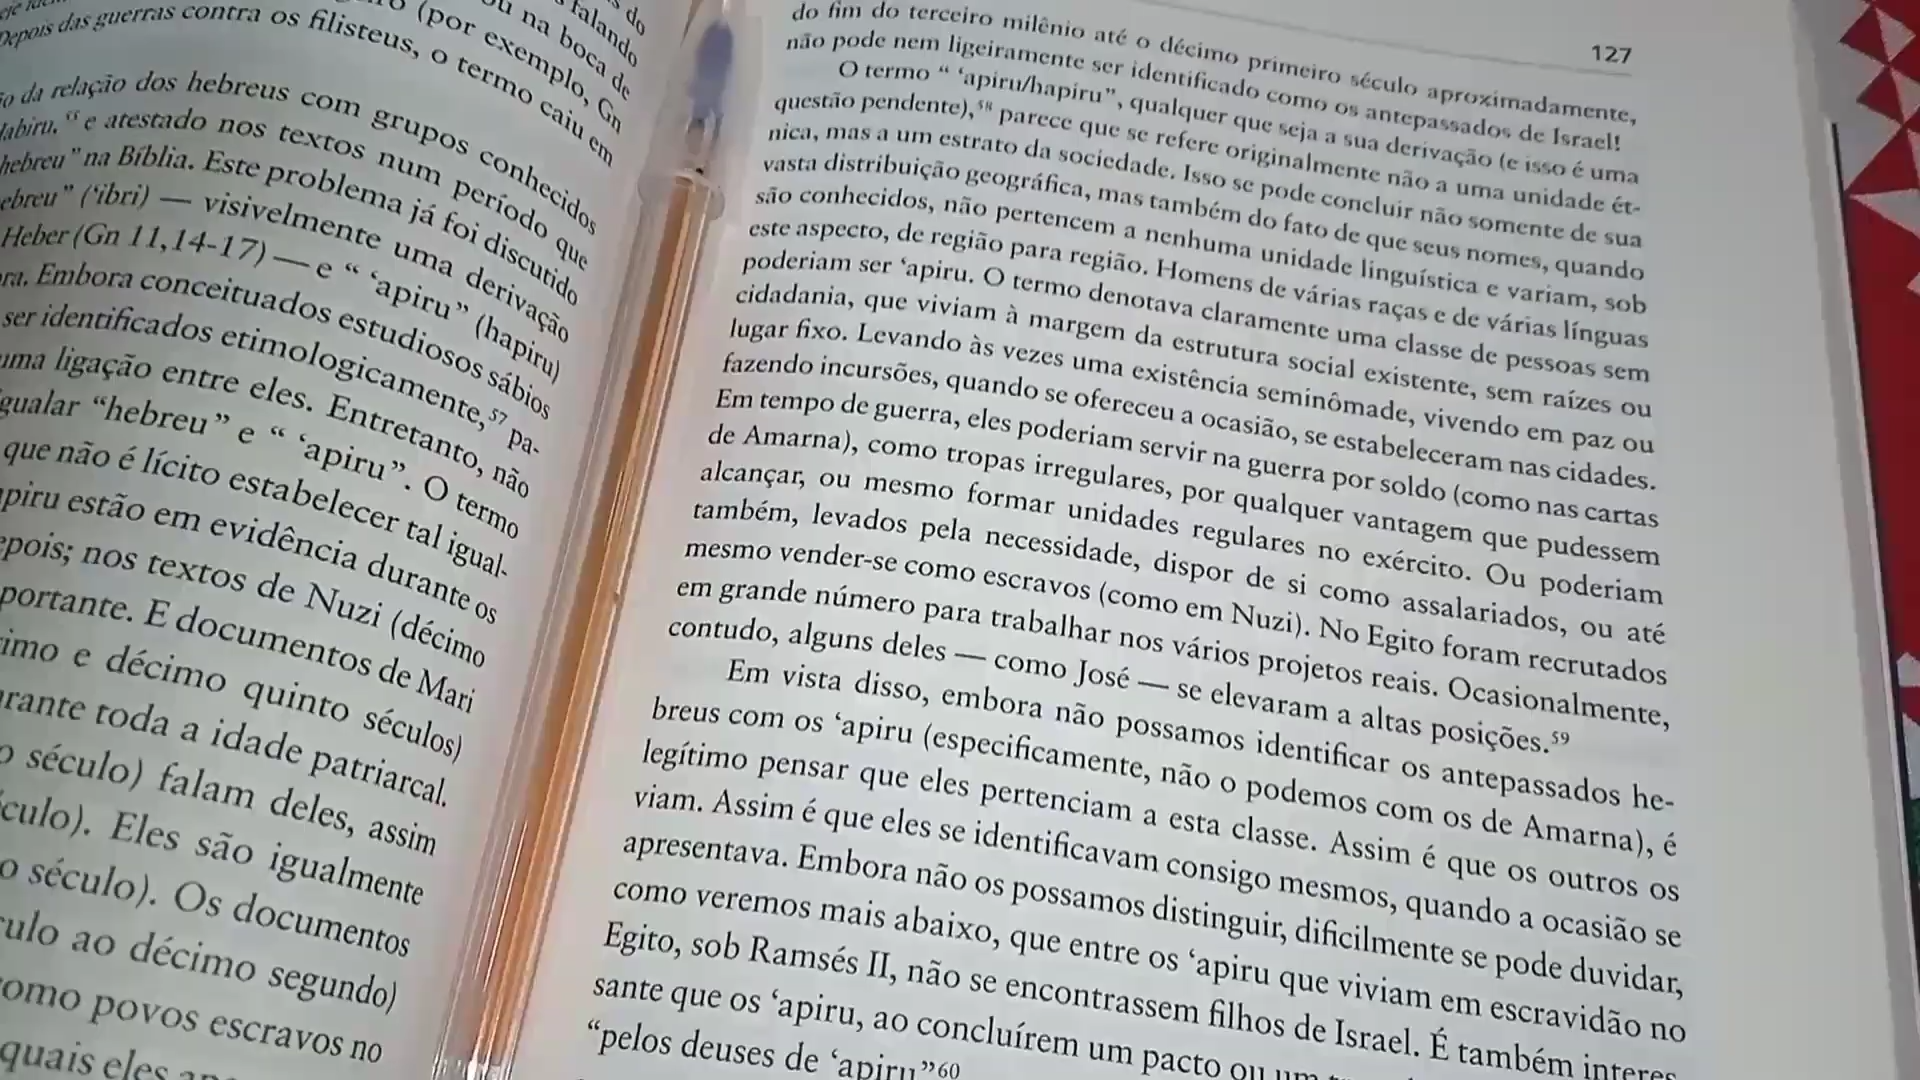 do
falando
ou na boca de
(por exemplo, Gn
Depois das guerras contra os filisteus, o termo caiu em
da relação dos hebreus com grupos conhecidos
e atestado nos textos num período que
hebreu” na Bíblia. Este problema já foi discutido
(‘ibri) — visivelmente uma derivação
Heber (Gn 11,14-17) — e “ ‘apiru” (hapiru)
Embora conceituados estudiosos sábios
ser identificados etimologicamente,⁵⁷ pa-
ligação entre eles. Entretanto, não
“hebreu” e “ ‘apiru”. O termo
que não é lícito estabelecer tal igual-
estão em evidência durante os
nos textos de Nuzi (décimo
E documentos de Mari
e décimo quinto séculos)
toda a idade patriarcal.
século) falam deles, assim
Eles são igualmente
século). Os documentos
ao décimo segundo)
como povos escravos no
quais eles
127
do fim do terceiro milênio até o décimo primeiro século aproximadamente,
não pode nem ligeiramente ser identificado como os antepassados de Israel!
O termo “ ‘apiru/hapiru”, qualquer que seja a sua derivação (e isso é uma
questão pendente),⁵⁸ parece que se refere originalmente não a uma unidade ét-
nica, mas a um estrato da sociedade. Isso se pode concluir não somente de sua
vasta distribuição geográfica, mas também do fato de que seus nomes, quando
são conhecidos, não pertencem a nenhuma unidade linguística e variam, sob
este aspecto, de região para região. Homens de várias raças e de várias línguas
poderiam ser ‘apiru. O termo denotava claramente uma classe de pessoas sem
cidadania, que viviam à margem da estrutura social existente, sem raízes ou
lugar fixo. Levando às vezes uma existência seminômade, vivendo em paz ou
fazendo incursões, quando se ofereceu a ocasião, se estabeleceram nas cidades.
Em tempo de guerra, eles poderiam servir na guerra por soldo (como nas cartas
de Amarna), como tropas irregulares, por qualquer vantagem que pudessem
alcançar, ou mesmo formar unidades regulares no exército. Ou poderiam
também, levados pela necessidade, dispor de si como assalariados, ou até
mesmo vender-se como escravos (como em Nuzi). No Egito foram recrutados
em grande número para trabalhar nos vários projetos reais. Ocasionalmente,
contudo, alguns deles — como José — se elevaram a altas posições.⁵⁹
Em vista disso, embora não possamos identificar os antepassados he-
breus com os ‘apiru (especificamente, não o podemos com os de Amarna), é
legítimo pensar que eles pertenciam a esta classe. Assim é que os outros os
viam. Assim é que eles se identificavam consigo mesmos, quando a ocasião se
apresentava. Embora não os possamos distinguir, dificilmente se pode duvidar,
como veremos mais abaixo, que entre os ‘apiru que viviam em escravidão no
Egito, sob Ramsés II, não se encontrassem filhos de Israel. É também interes
sante que os ‘apiru, ao concluírem um pacto ou um
“pelos deuses de ‘apiru”⁶⁰